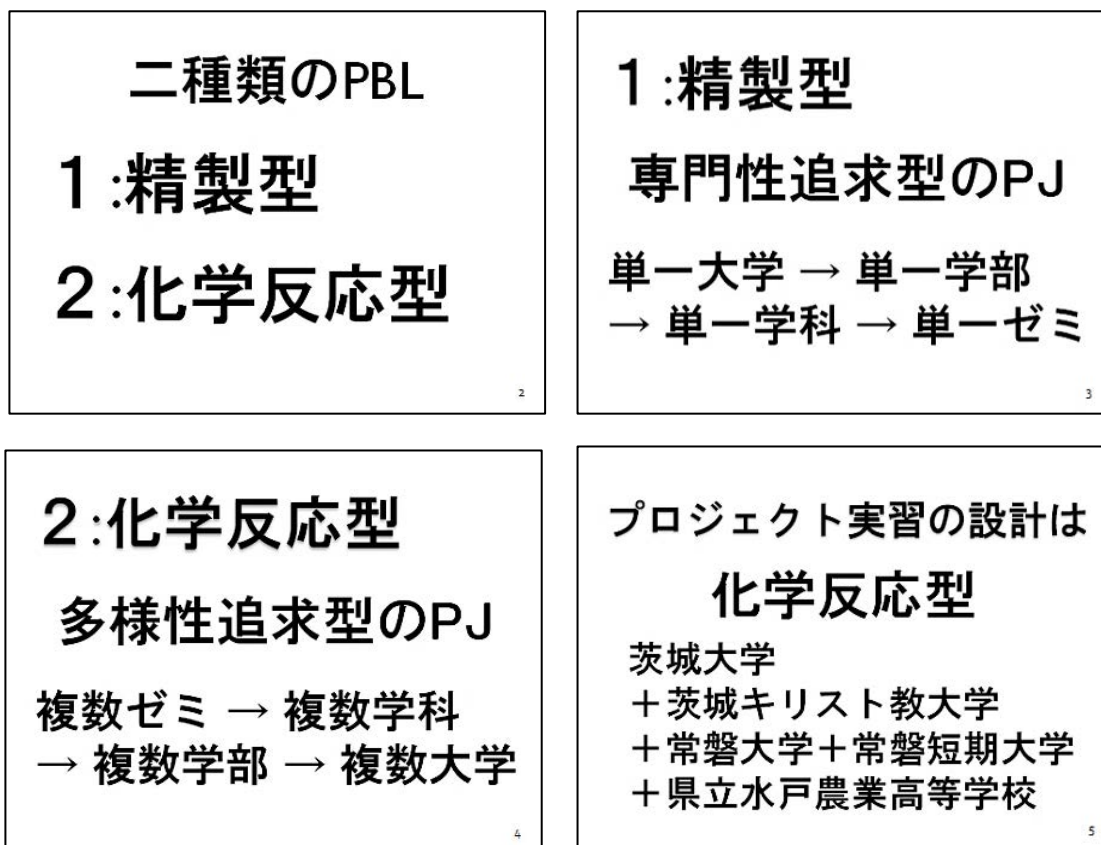 二種類のPBL
1:精製型
2:化学反応型
2
1:精製型
専門性追求型のPJ
単一大学 → 単一学部
→ 単一学科 → 単一ゼミ
3
2:化学反応型
多様性追求型のPJ
複数ゼミ → 複数学科
→ 複数学部 → 複数大学
4
プロジェクト実習の設計は
化学反応型
茨城大学
＋茨城キリスト教大学
＋常磐大学＋常磐短期大学
＋県立水戸農業高等学校
5